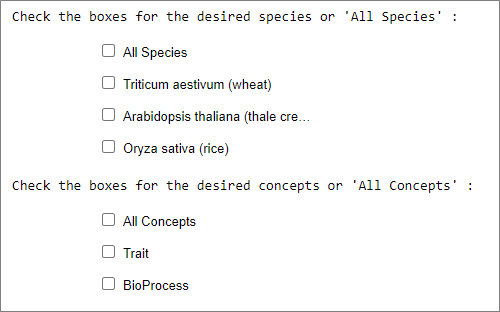 Check the boxes for the desired species or 'All Species' :
All Species
Triticum aestivum (wheat)
Arabidopsis thaliana (thale cre...
Oryza sativa (rice)
Check the boxes for the desired concepts or 'All Concepts' :
All Concepts
Trait
BioProcess